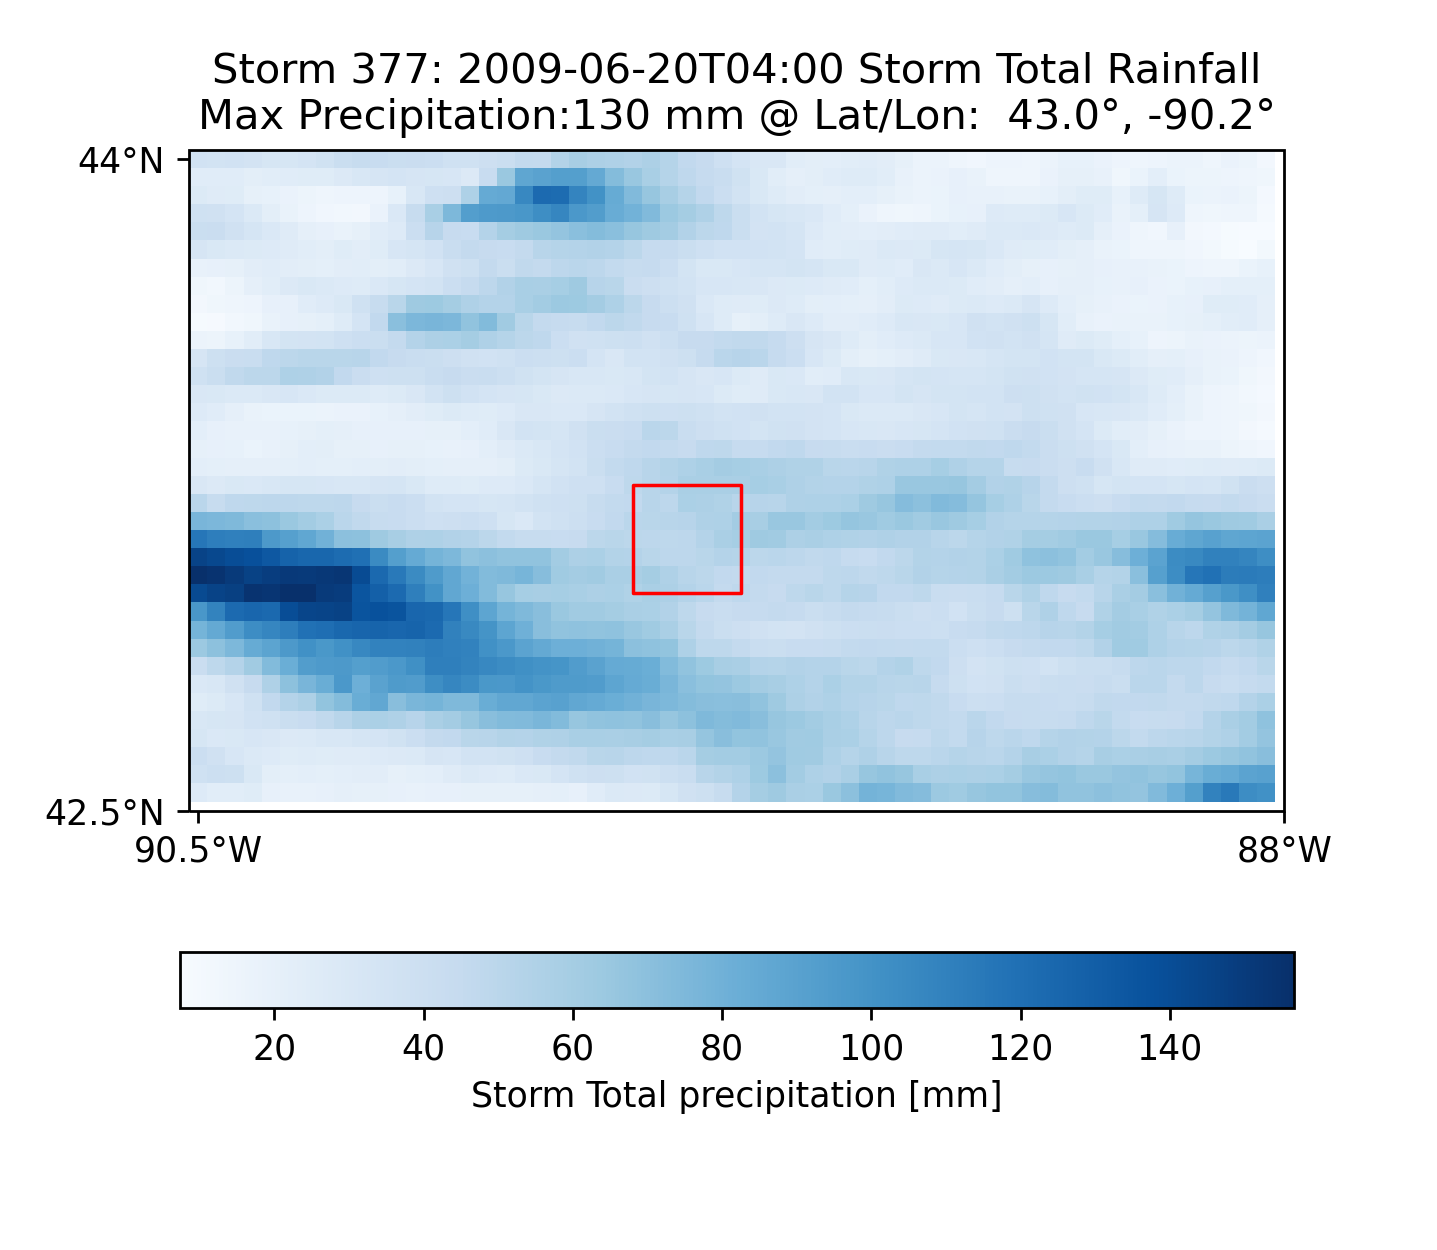 Storm 377: 2009-06-20T04:00 Storm Total Rainfall
Max Precipitation:130 mm @ Lat/Lon:  43.0°, -90.2°
44°N
42.5°N
90.5°W 88°W
20 40 60 80 100 120 140
Storm Total precipitation [mm]